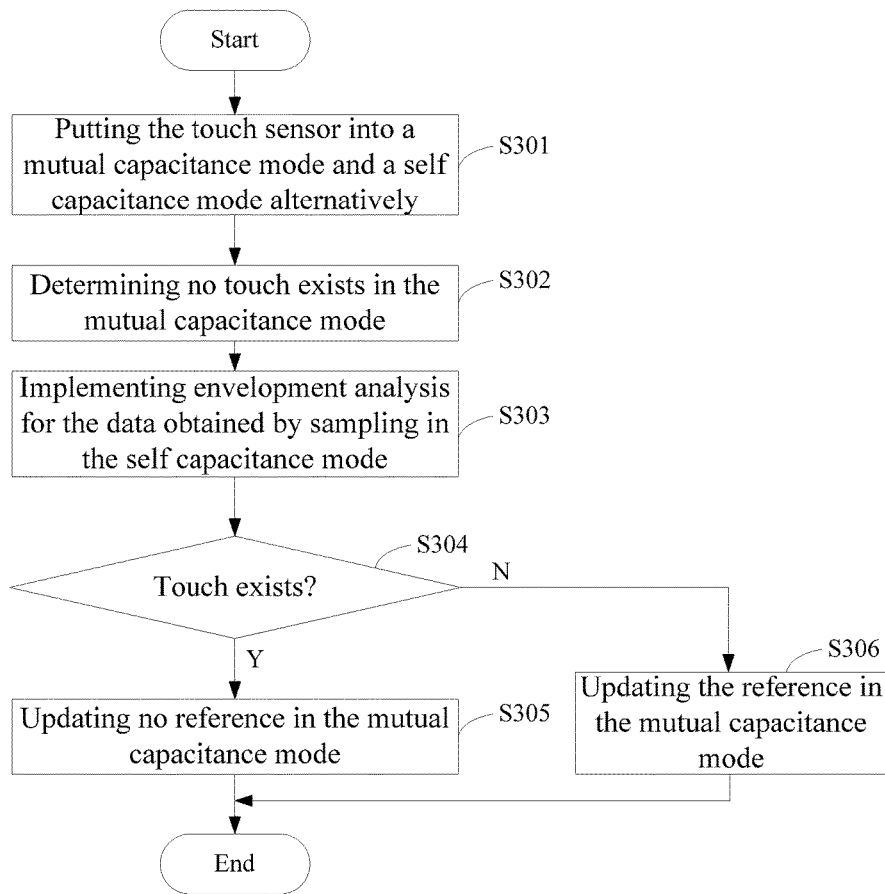 Start
Putting the touch sensor into a
mutual capacitance mode and a self
capacitance mode alternatively
S301
Determining no touch exists in the
mutual capacitance mode
S302
Implementing envelopment analysis
for the data obtained by sampling in
the self capacitance mode
S303
S304
Touch exists?
N
Y
Updating no reference in the mutual
capacitance mode
S305
S306
Updating the reference in
the mutual capacitance
mode
End